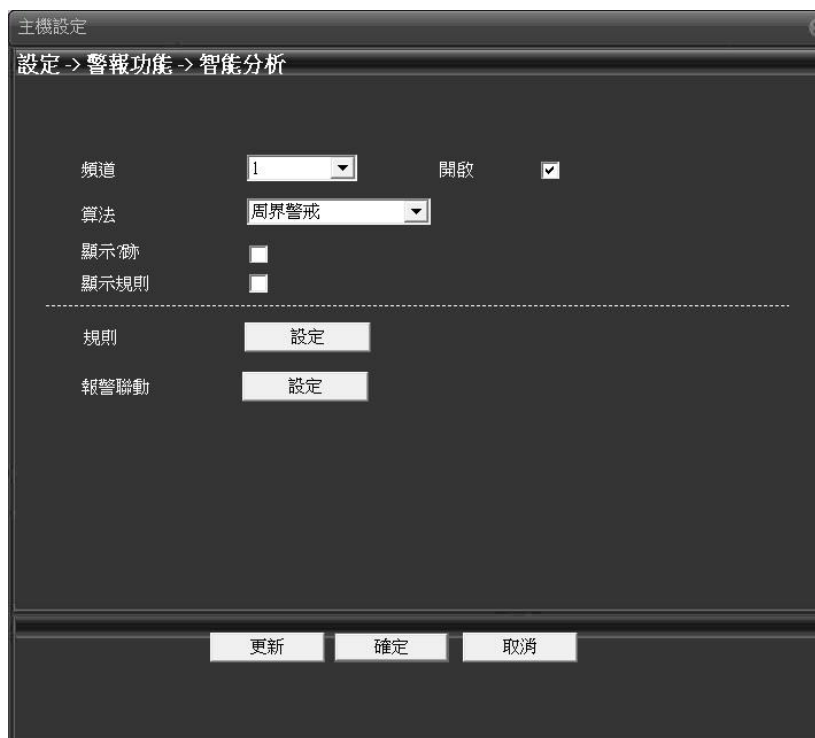 主機設定
設定 -> 警報功能 -> 智能分析
頻道 1 開啟
算法 周界警戒
顯示?跡
顯示規則
規則 設定
報警聯動 設定
更新 確定 取消